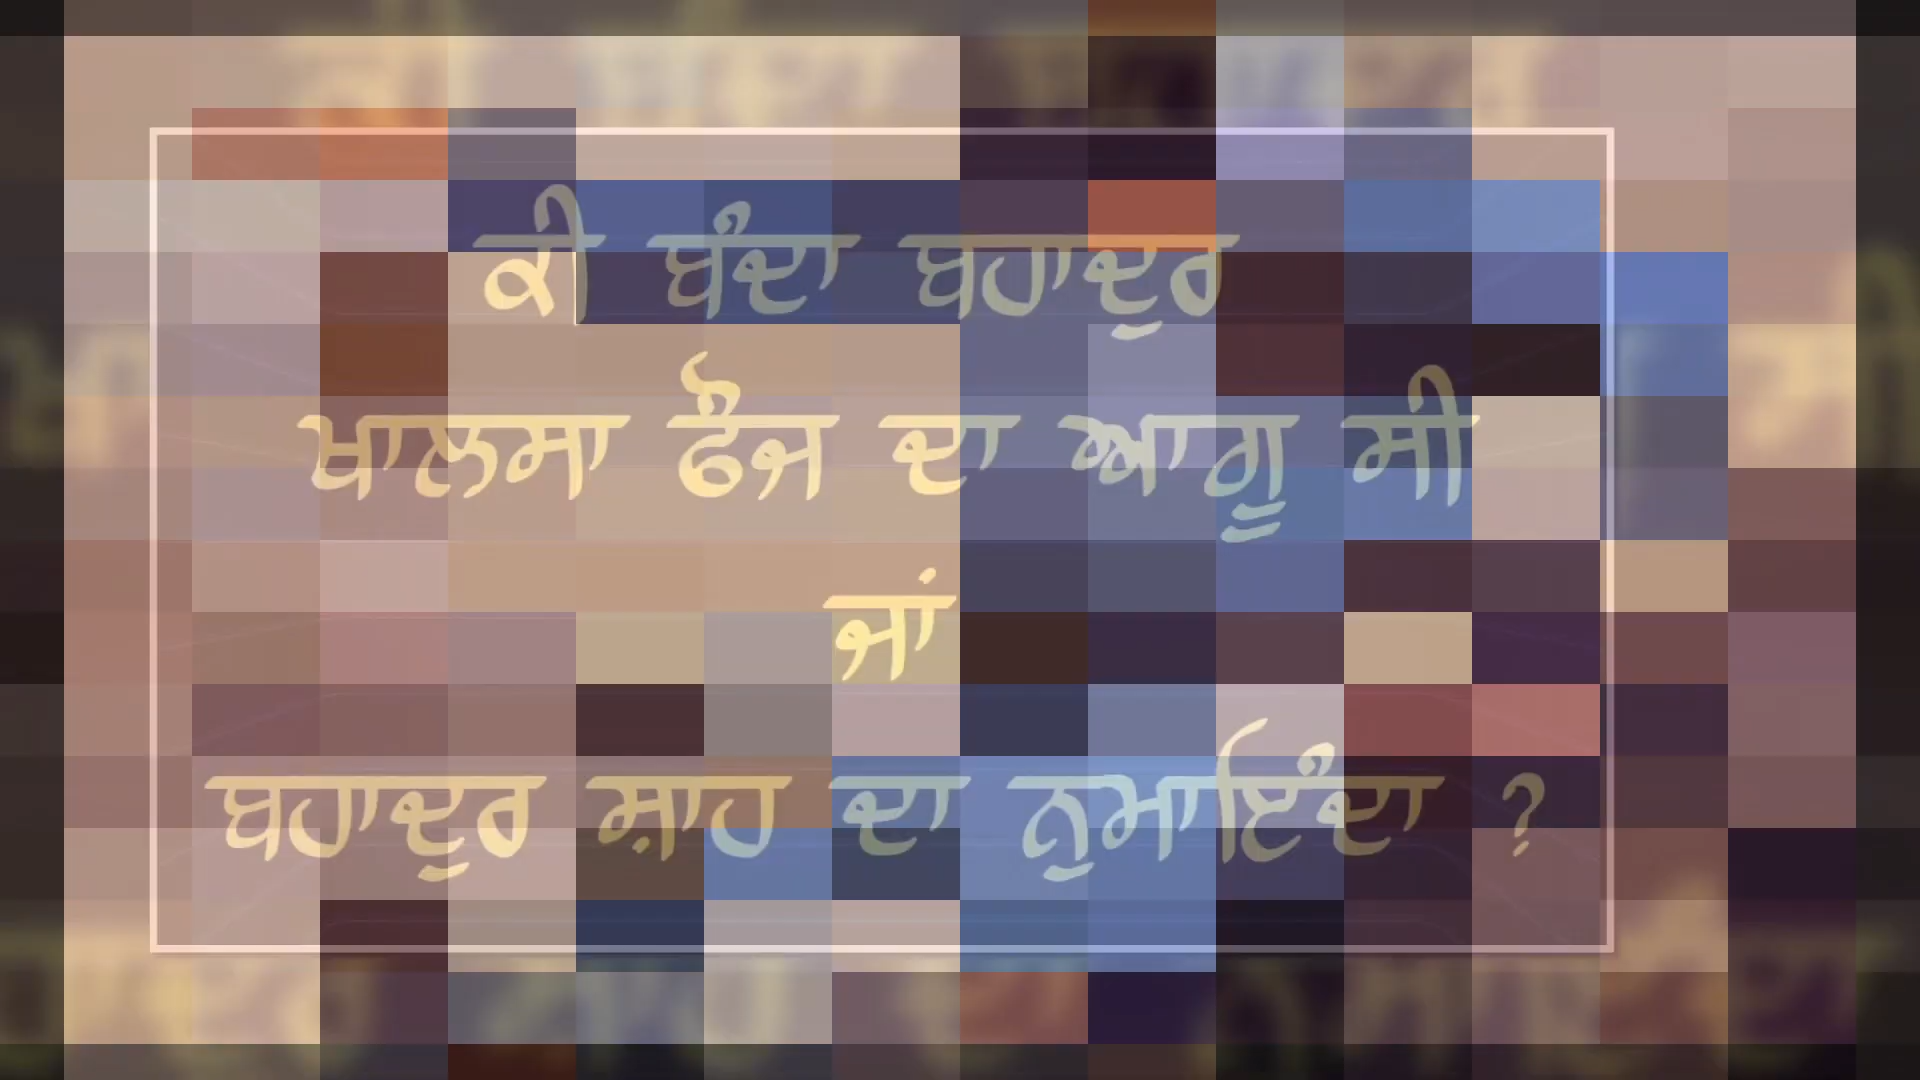 ਕੀ ਬੰਦਾ ਬਹਾਦੁਰ
ਖਾਲਸਾ ਫੌਜ ਦਾ ਆਗੂ ਸੀ
ਜਾਂ
ਬਹਾਦੁਰ ਸ਼ਾਹ ਦਾ ਨੁਮਾਇੰਦਾ ?